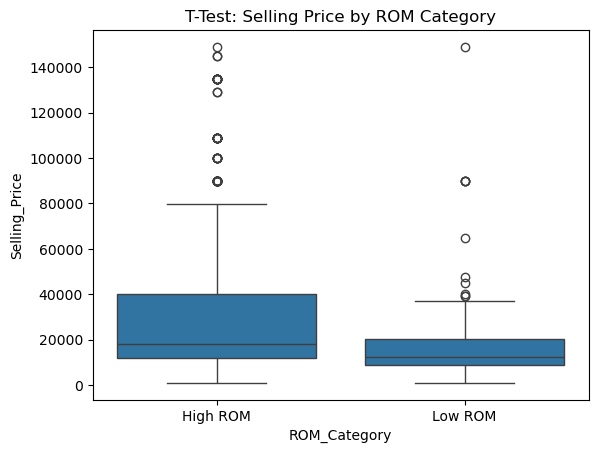 T-Test: Selling Price by ROM Category
Selling_Price
140000
120000
100000
80000
60000
40000
20000
0
High ROM
Low ROM
ROM_Category